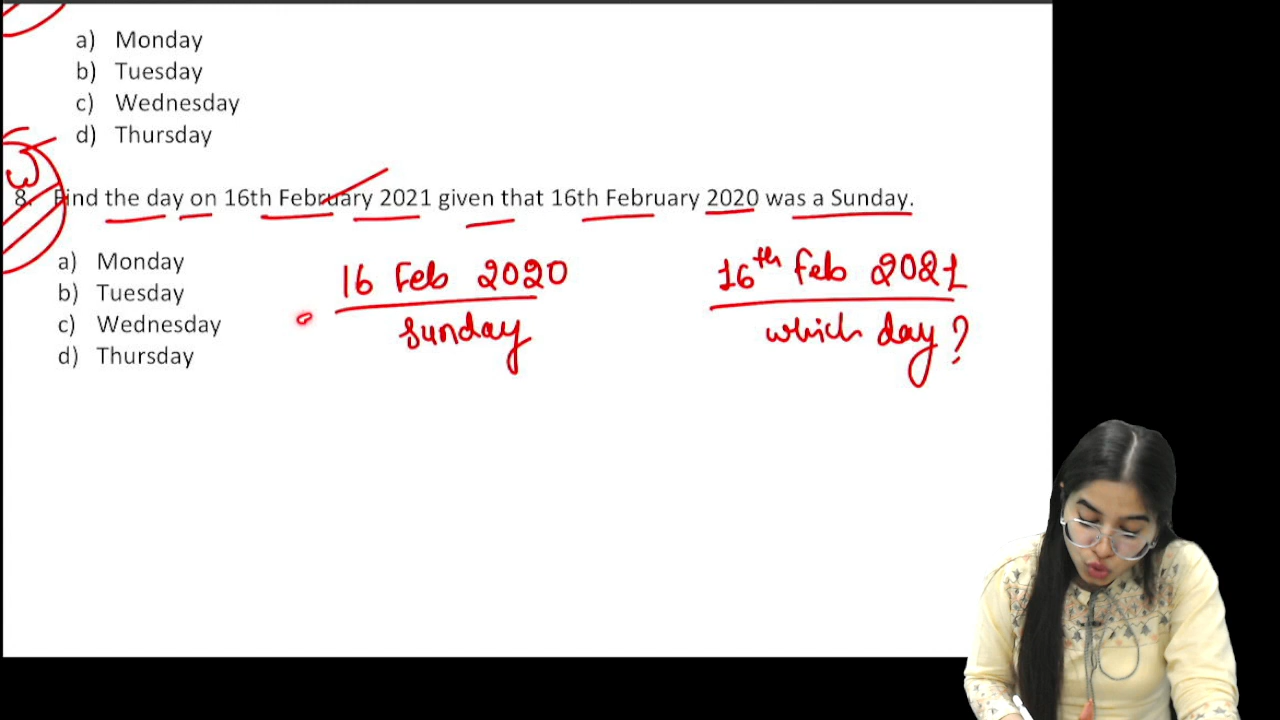 a) Monday
b) Tuesday
c) Wednesday
d) Thursday
W
8. Find the day on 16th February 2021 given that 16th February 2020 was a Sunday.
a) Monday
b) Tuesday
c) Wednesday
d) Thursday
16 Feb 2020
Sunday
16th Feb 2021
which day?